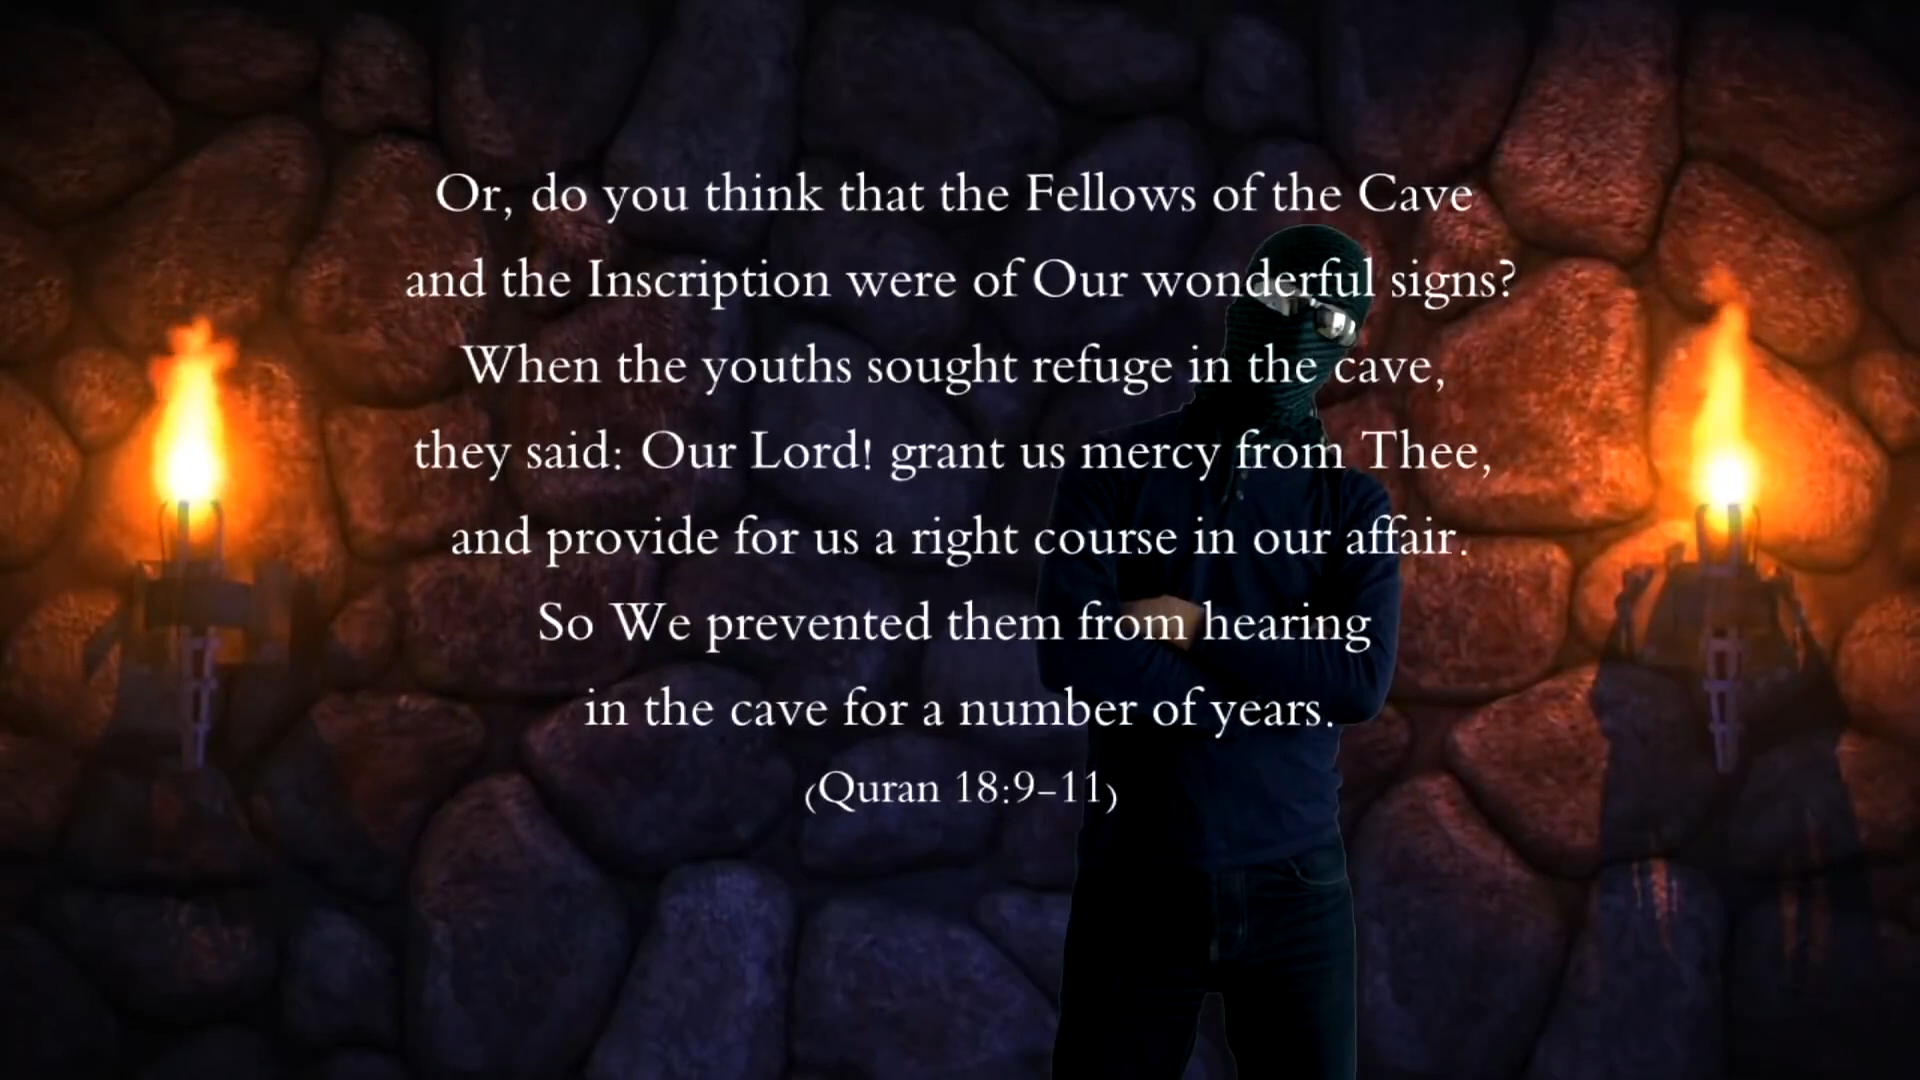 Or, do you think that the Fellows of the Cave
and the Inscription were of Our wonderful signs?
When the youths sought refuge in the cave,
they said: Our Lord! grant us mercy from Thee,
and provide for us a right course in our affair.
So We prevented them from hearing
in the cave for a number of years.
(Quran 18:9–11)